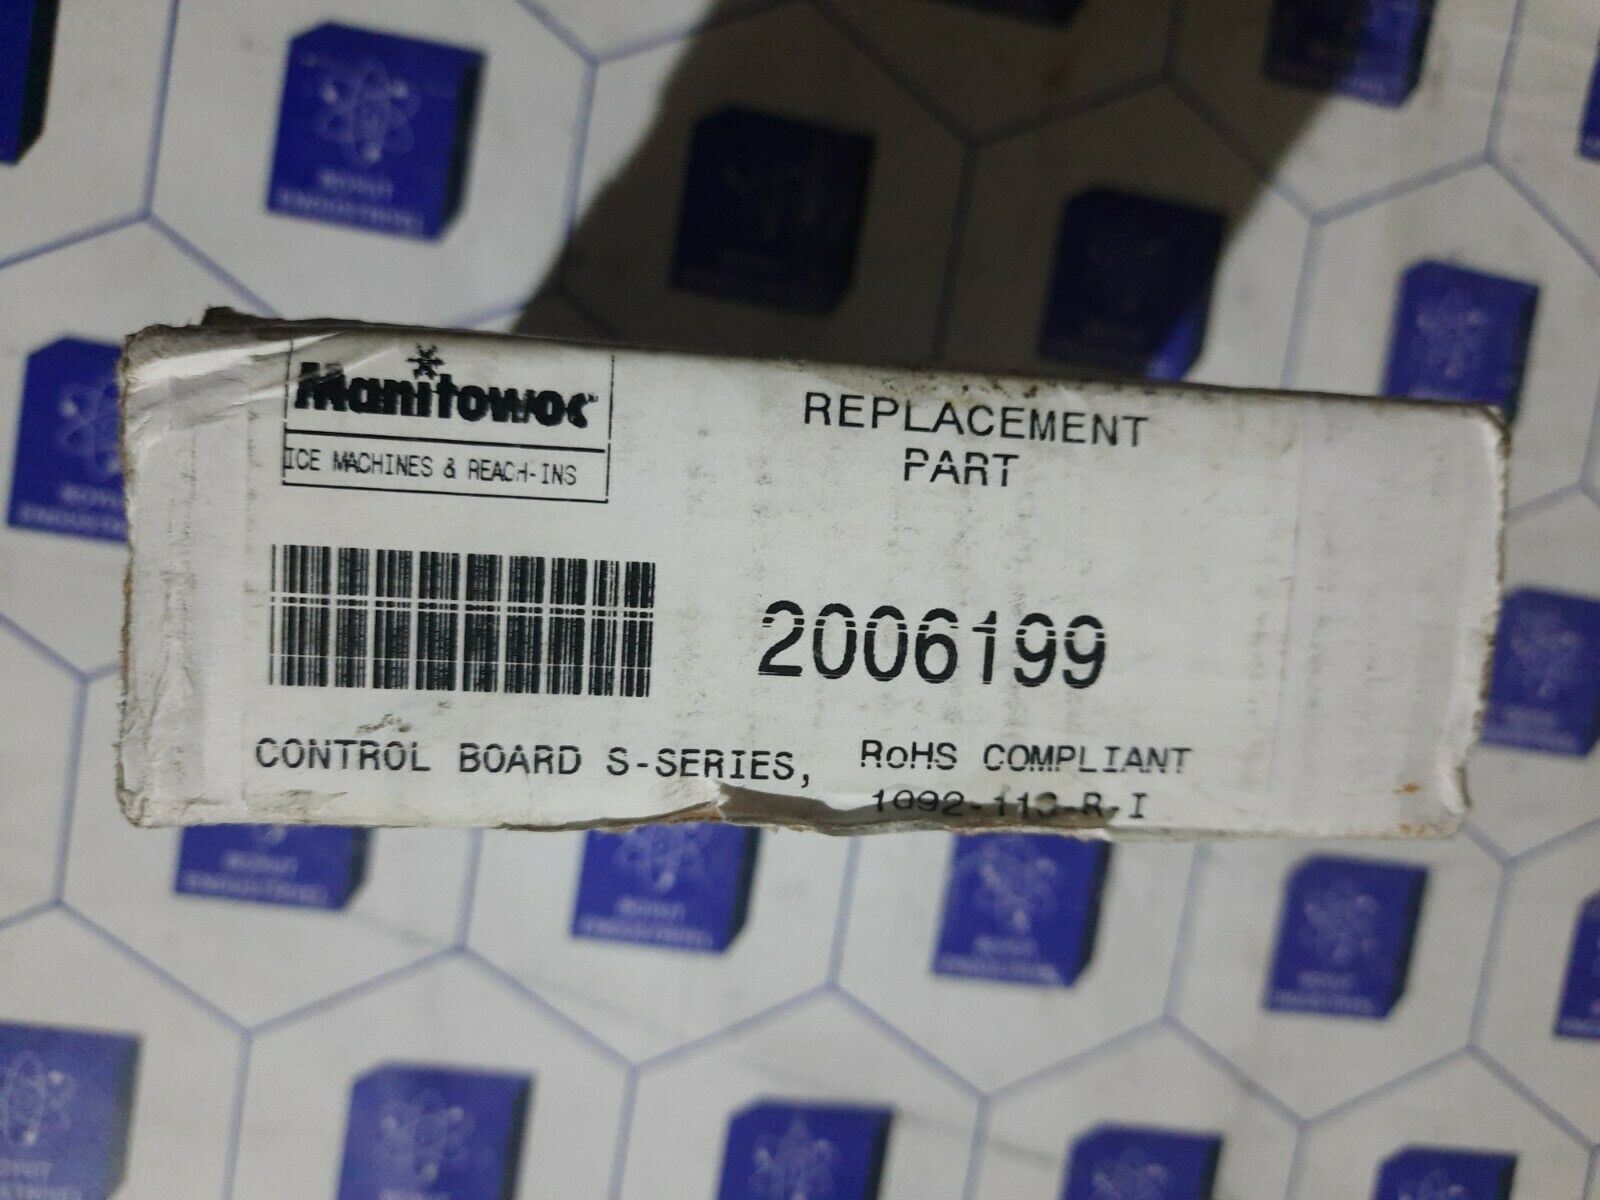 Manitowoc
ICE MACHINES & REACH-INS
REPLACEMENT
PART
2006199
CONTROL BOARD S-SERIES, RoHS COMPLIANT